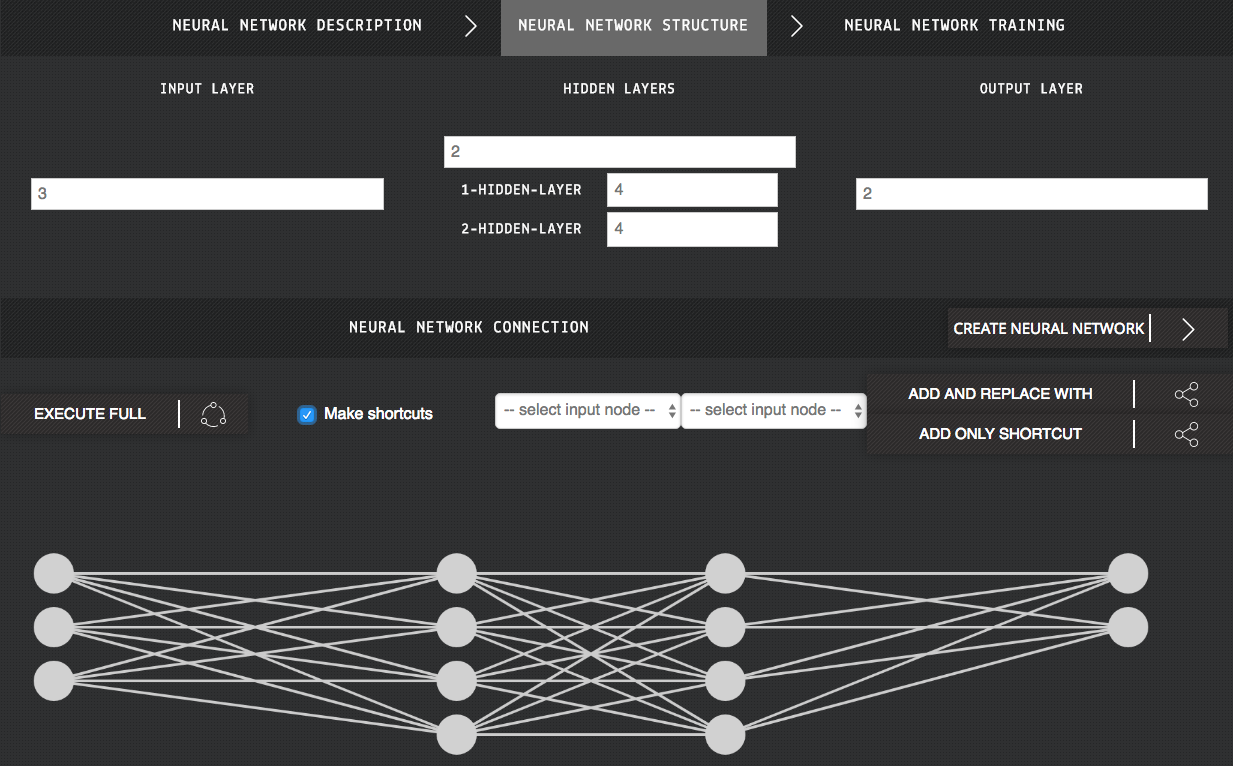 NEURAL NETWORK DESCRIPTION
NEURAL NETWORK STRUCTURE
NEURAL NETWORK TRAINING
INPUT LAYER
HIDDEN LAYERS
OUTPUT LAYER
3
2
1-HIDDEN-LAYER
4
2-HIDDEN-LAYER
4
2
NEURAL NETWORK CONNECTION
CREATE NEURAL NETWORK
EXECUTE FULL
Make shortcuts
-- select input node --
-- select input node --
ADD AND REPLACE WITH
ADD ONLY SHORTCUT